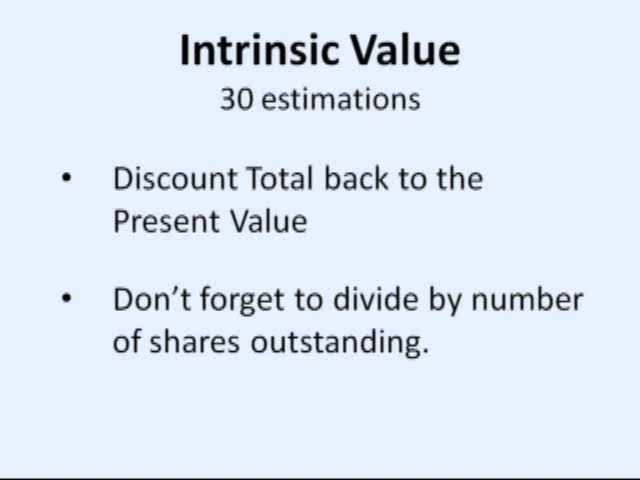 Intrinsic Value
30 estimations
• Discount Total back to the
Present Value
• Don’t forget to divide by number
of shares outstanding.